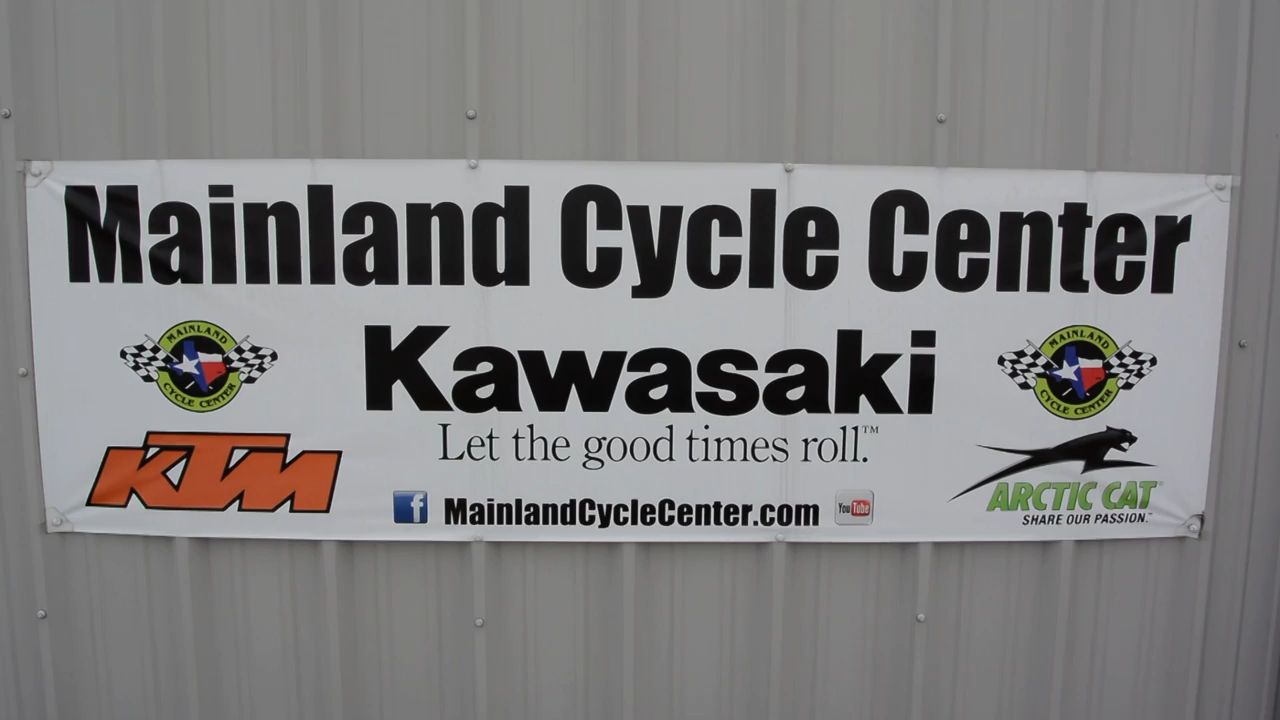 Mainland Cycle Center
MAINLAND
CYCLE CENTER
Kawasaki
Let the good times roll.™
MAINLAND
CYCLE CENTER
KTM
f MainlandCycleCenter.com You Tube
ARCTIC CAT
SHARE OUR PASSION.™